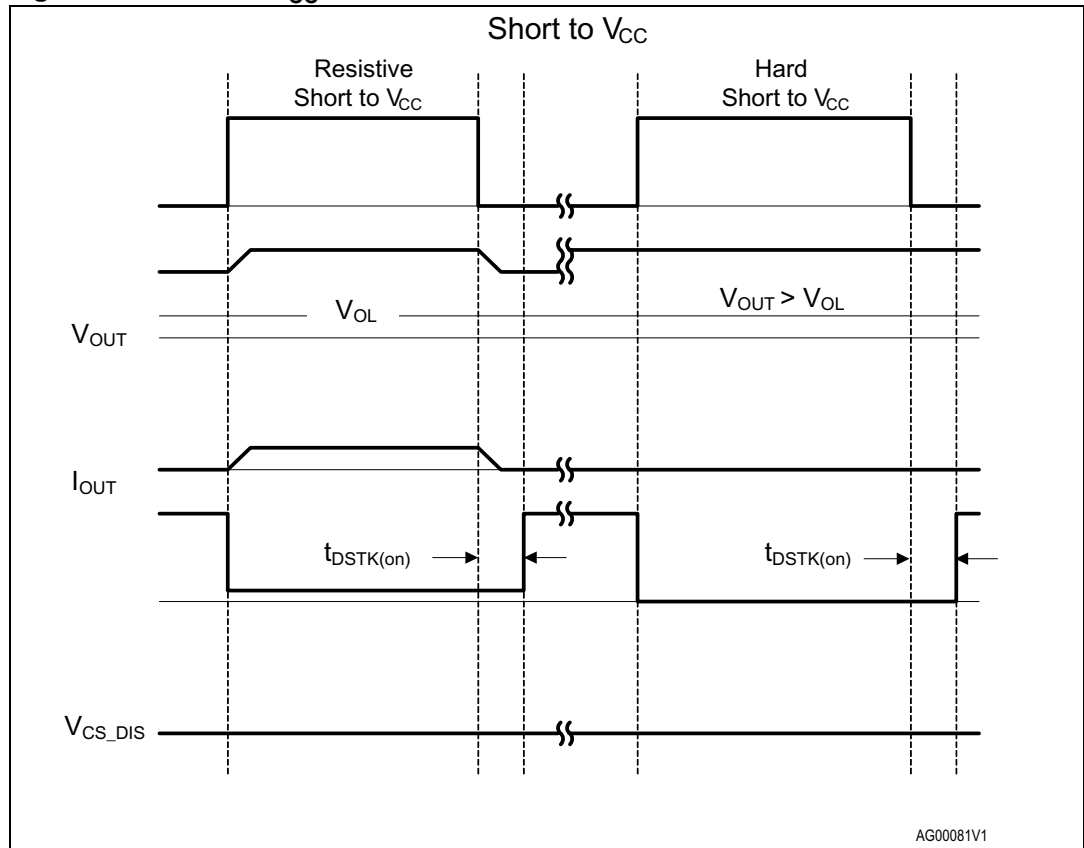 Short to VCC
Resistive
Short to VCC
Hard
Short to VCC
VOL
VOUT > VOL
VOUT
IOUT
tDSTK(on)
tDSTK(on)
VCS_DIS
AG00081V1